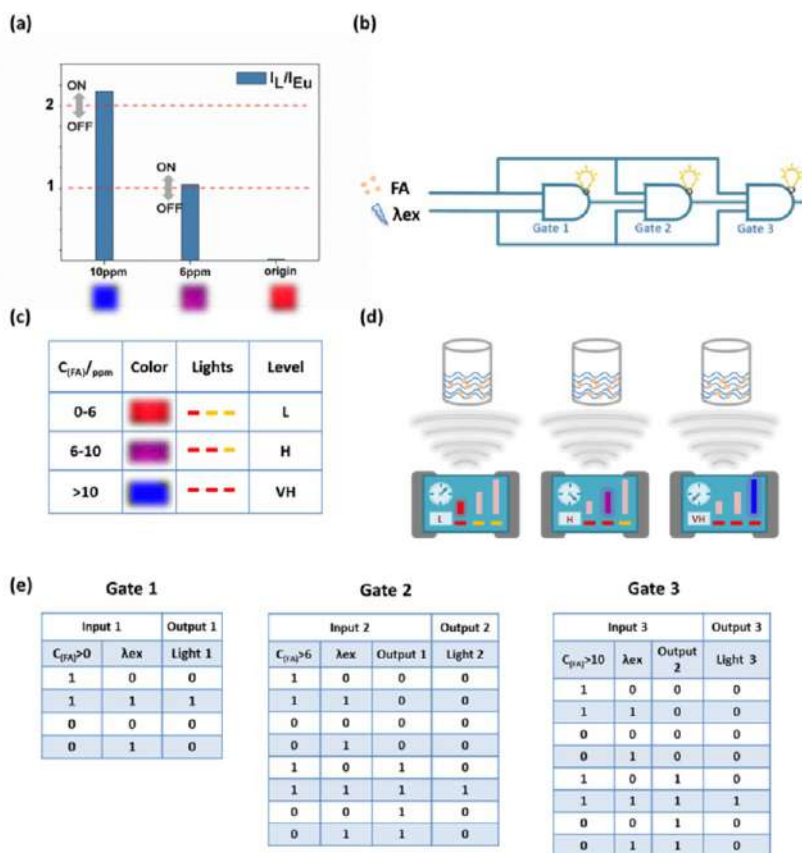 (a)
I_L/I_Eu
ON
2
OFF
ON
1
OFF
10ppm 6ppm origin
(b)
FA
λex
Gate 1 Gate 2 Gate 3
(c)
C(FA)/ppm Color Lights Level
0-6 L
6-10 H
>10 VH
(d)
L H VH
(e)
Gate 1
Input 1 Output 1
C(FA)>0 λex Light 1
1 0 0
1 1 1
0 0 0
0 1 0
Gate 2
Input 2 Output 2
C(FA)>6 λex Output 1 Light 2
1 0 0 0
1 1 0 0
0 0 0 0
0 1 0 0
1 0 1 0
1 1 1 1
0 0 1 0
0 1 1 0
Gate 3
Input 3 Output 3
C(FA)>10 λex Output 2 Light 3
1 0 0 0
1 1 0 0
0 0 0 0
0 1 0 0
1 0 1 0
1 1 1 1
0 0 1 0
0 1 1 0